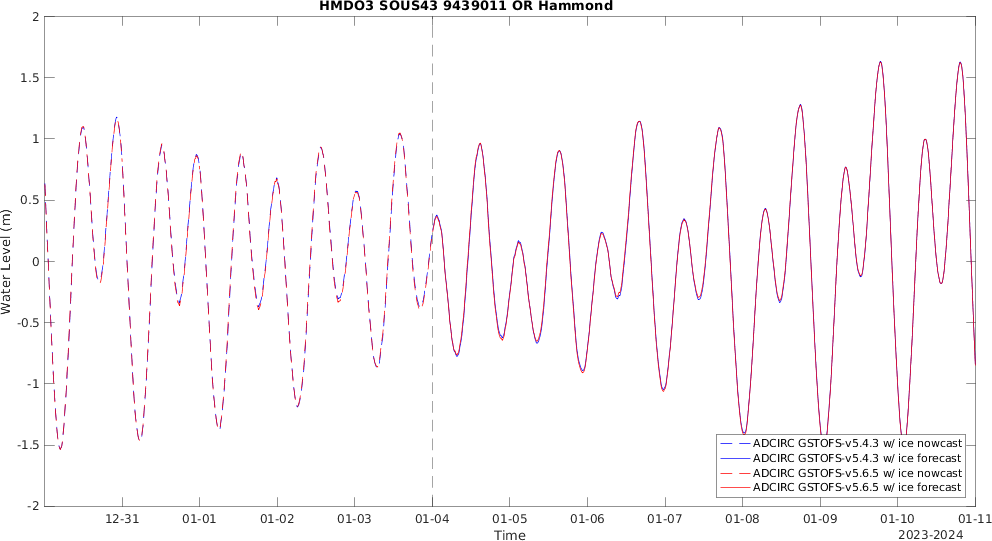 HMDO3 SOUS43 9439011 OR Hammond
2
1.5
1
0.5
0
-0.5
-1
-1.5
-2
Water Level (m)
12-31 01-01 01-02 01-03 01-04 01-05 01-06 01-07 01-08 01-09 01-10 01-11
Time
2023-2024
ADCIRC GSTOFS-v5.4.3 w/ ice nowcast
ADCIRC GSTOFS-v5.4.3 w/ ice forecast
ADCIRC GSTOFS-v5.6.5 w/ ice nowcast
ADCIRC GSTOFS-v5.6.5 w/ ice forecast